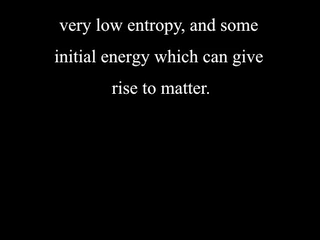 very low entropy, and some
initial energy which can give
rise to matter.